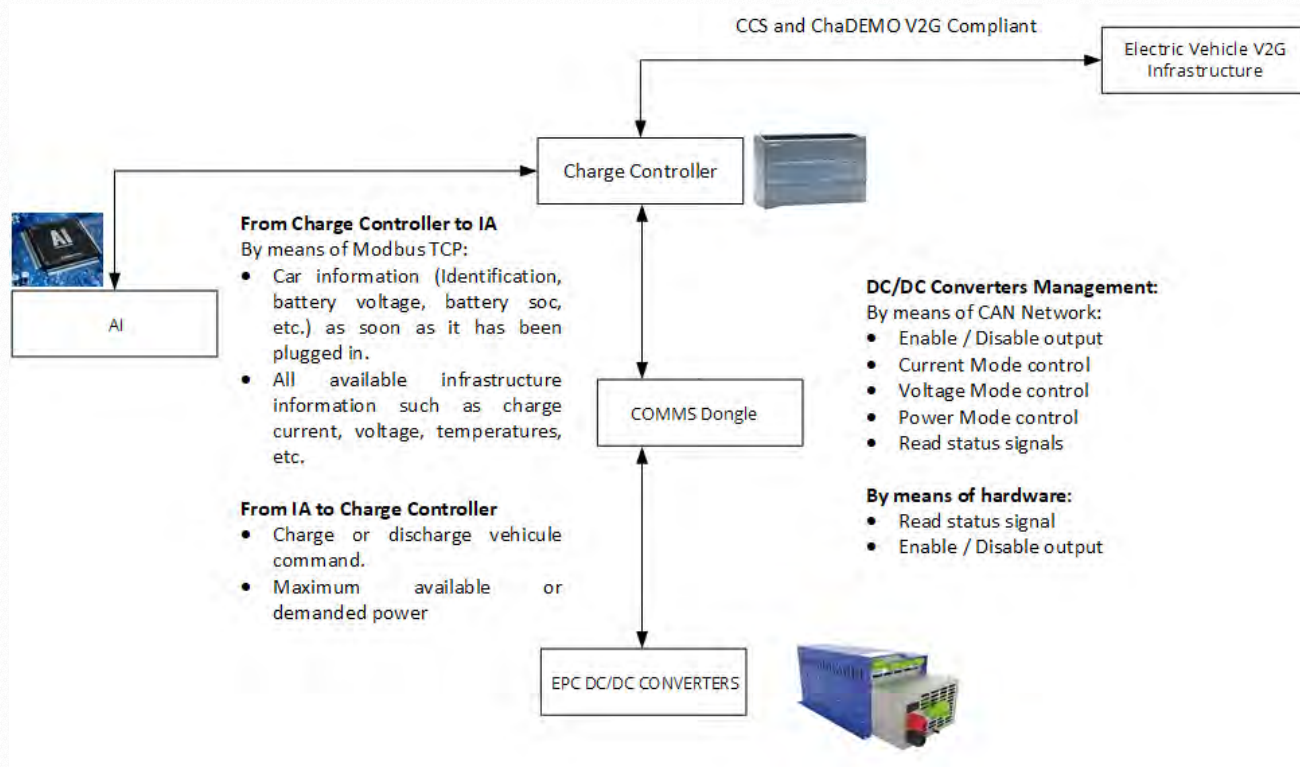 CCS and ChaDEMO V2G Compliant
Electric Vehicle V2G
Infrastructure
Charge Controller
AI
AI
From Charge Controller to IA
By means of Modbus TCP:
• Car information (Identification,
battery voltage, battery soc,
etc.) as soon as it has been
plugged in.
• All available infrastructure
information such as charge
current, voltage, temperatures,
etc.
From IA to Charge Controller
• Charge or discharge vehicule
command.
• Maximum available or
demanded power
COMMS Dongle
DC/DC Converters Management:
By means of CAN Network:
• Enable / Disable output
• Current Mode control
• Voltage Mode control
• Power Mode control
• Read status signals
By means of hardware:
• Read status signal
• Enable / Disable output
EPC DC/DC CONVERTERS